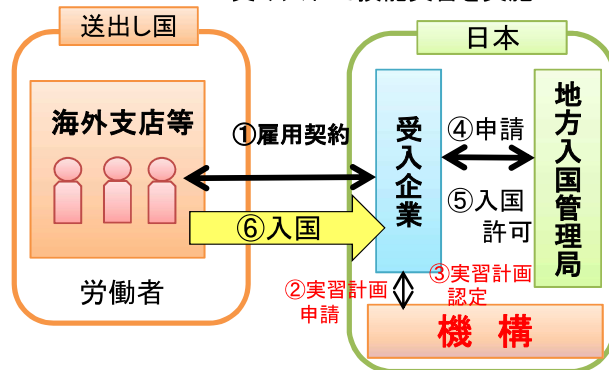 送出し国
日本
海外支店等
①雇用契約
受入企業
④申請
地方入国管理局
⑤入国
許可
⑥入国
労働者
②実習計画
申請
③実習計画
認定
機 構